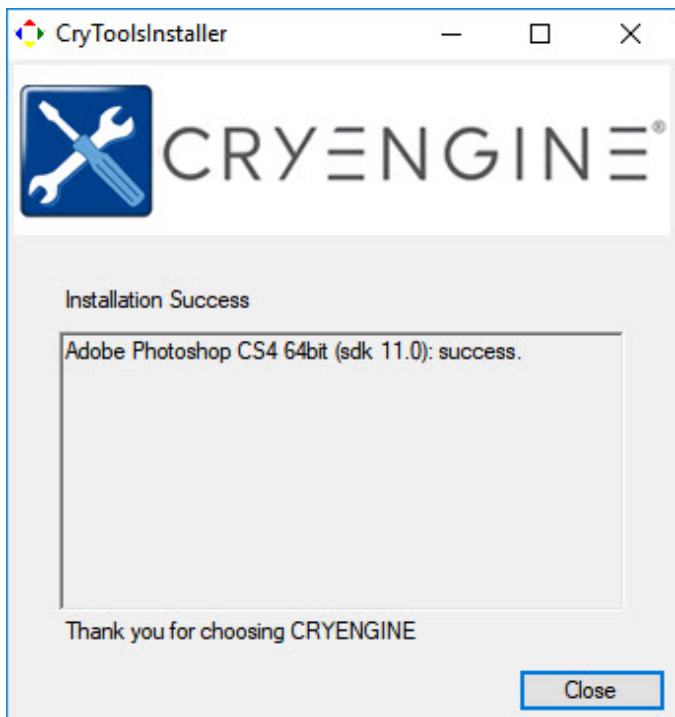 CryToolsInstaller
CRYENGINE®
Installation Success
Adobe Photoshop CS4 64bit (sdk 11.0): success.
Thank you for choosing CRYENGINE
Close